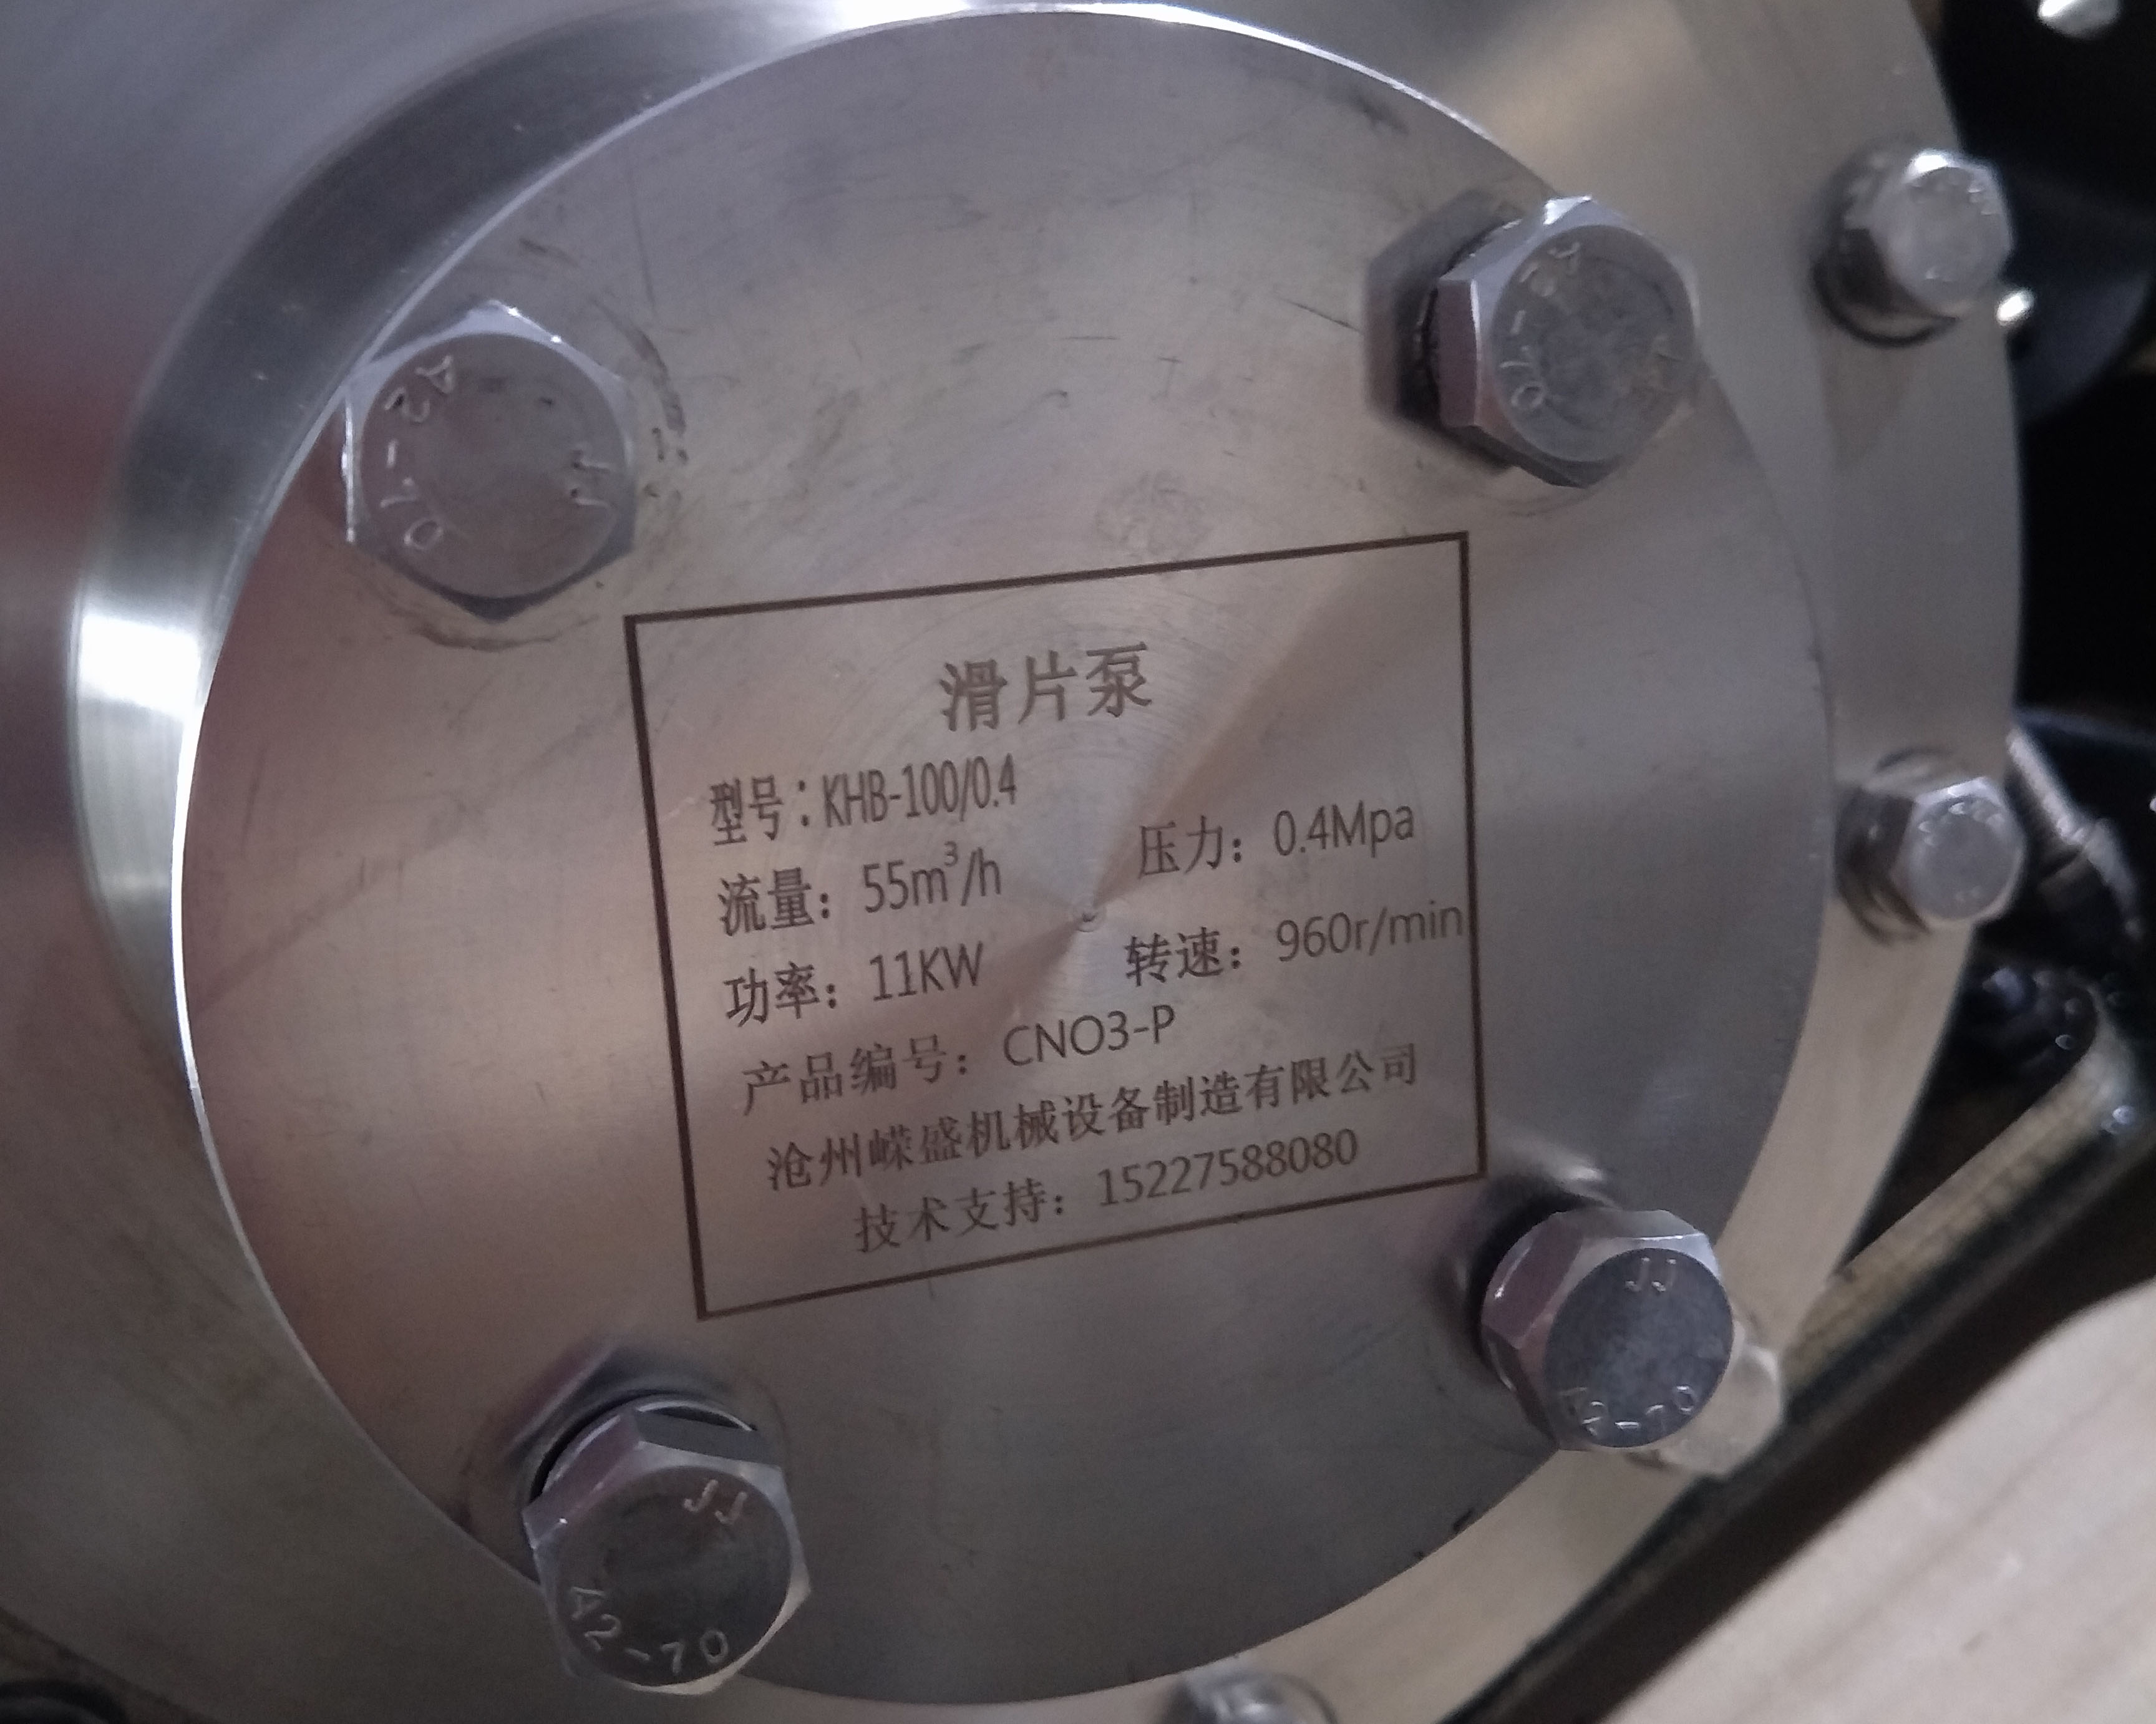 A2-70
JJ
A2-70
滑片泵
型号：KHB-100/0.4
流量：55m³/h 压力：0.4Mpa
功率：11KW 转速：960r/min
产品编号：CNO3-P
沧州嵘盛机械设备制造有限公司
技术支持：15227588080
JJ
A2-70
JJ
A2-70